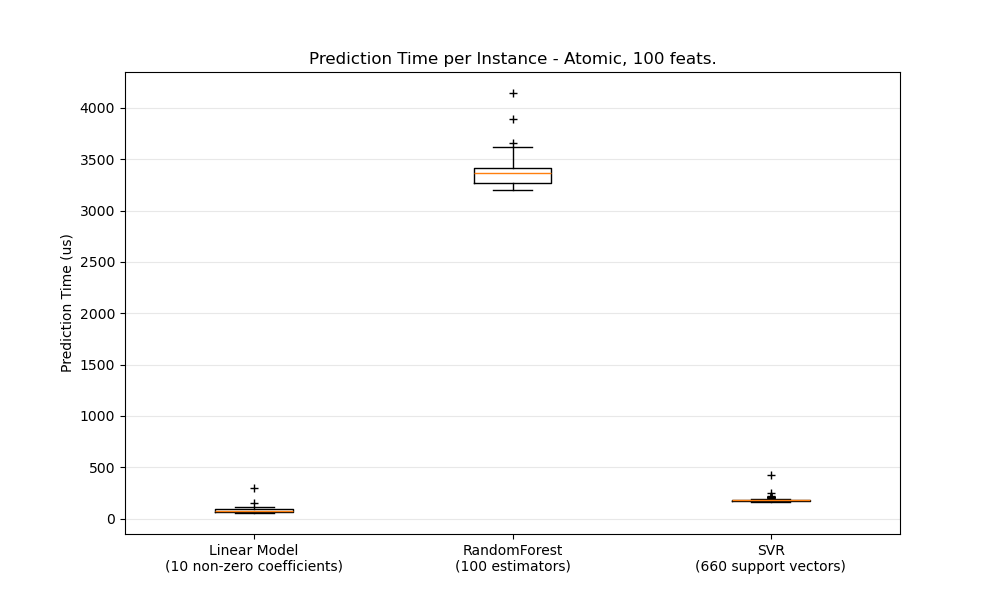 Prediction Time per Instance - Atomic, 100 feats.
Prediction Time (us)
4000
3500
3000
2500
2000
1500
1000
500
0
Linear Model
(10 non-zero coefficients)
RandomForest
(100 estimators)
SVR
(660 support vectors)